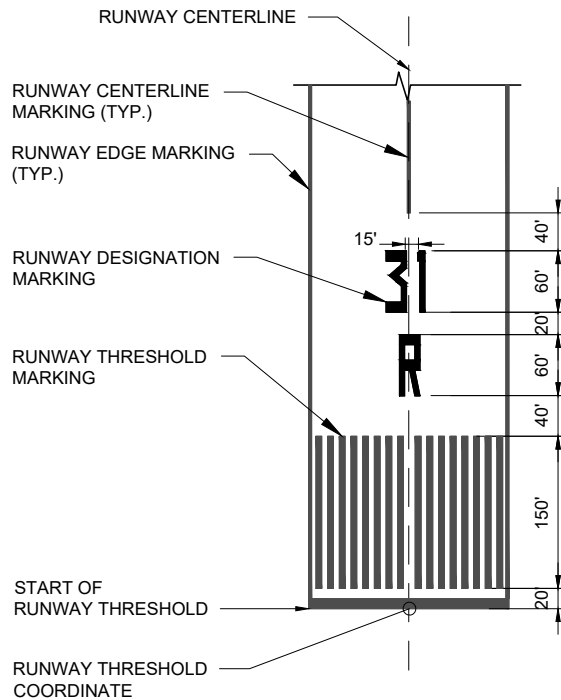 RUNWAY CENTERLINE
RUNWAY CENTERLINE
MARKING (TYP.)
RUNWAY EDGE MARKING
(TYP.)
40'
15'
RUNWAY DESIGNATION
MARKING
60'
31
20'
RUNWAY THRESHOLD
MARKING
R
60'
40'
150'
START OF
RUNWAY THRESHOLD
20'
RUNWAY THRESHOLD
COORDINATE